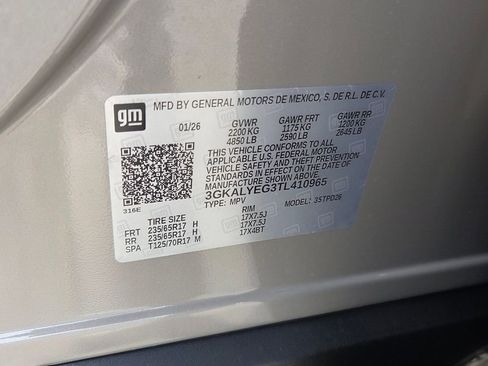 gm
MFD BY GENERAL MOTORS DE MEXICO, S. DE R.L. DE C.V.
01/26 GVWR GAWR FRT GAWR RR
2200 KG 1175 KG 1200 KG
4850 LB 2590 LB 2645 LB
THIS VEHICLE CONFORMS TO ALL
APPLICABLE U.S. FEDERAL MOTOR
VEHICLE SAFETY STANDARDS IN
EFFECT ON THE DATE OF
MANUFACTURE SHOWN ABOVE.
3GKALYEG3TL410965
316E
TYPE: MPV MODEL: 3STPD26
TIRE SIZE RIM
FRT 235/65R17 H 17X7.5J
RR 235/65R17 H 17X7.5J
SPA T125/70R17 M 17X4BT